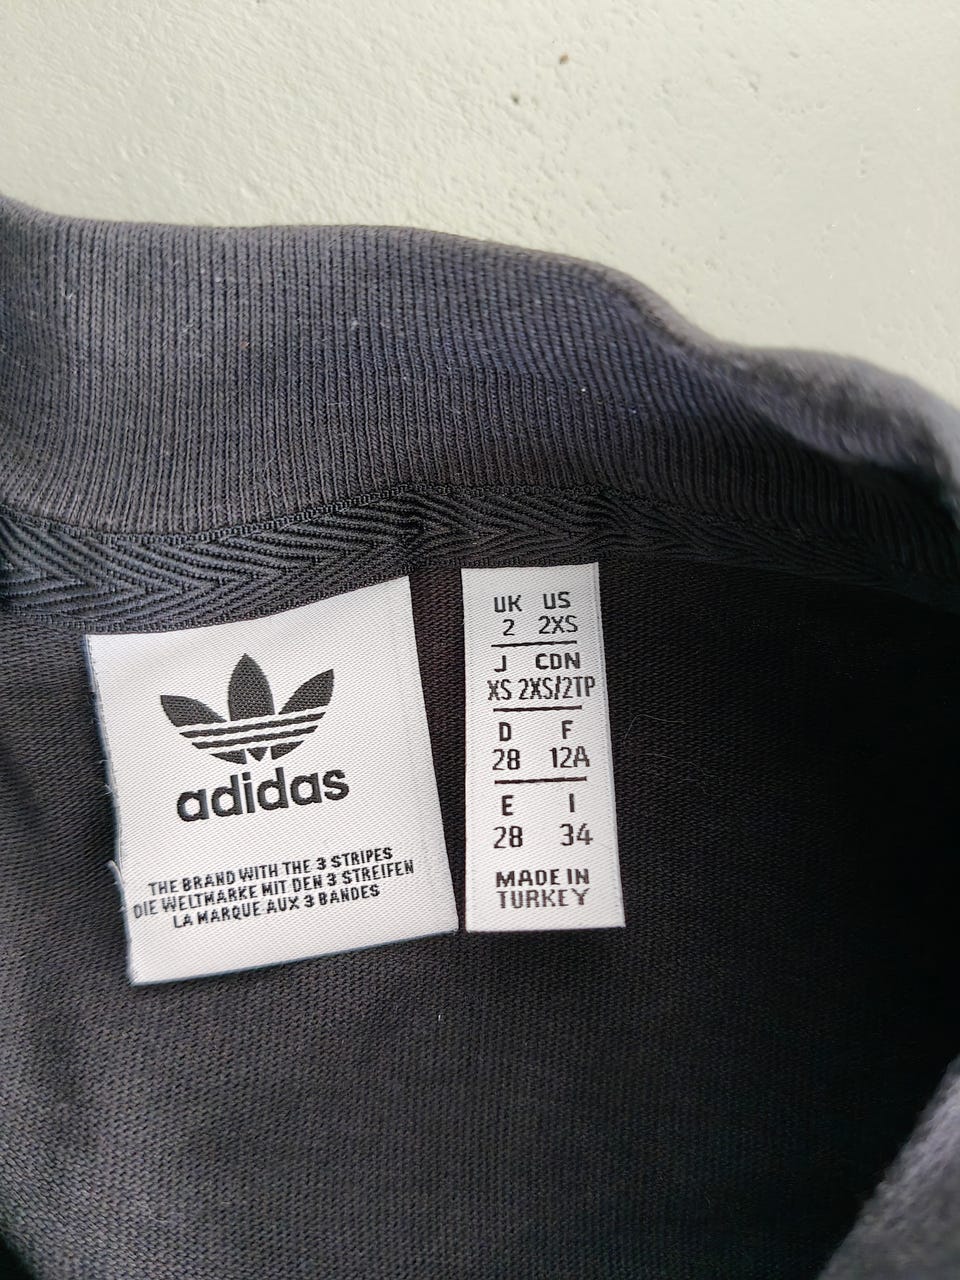 adidas
THE BRAND WITH THE 3 STRIPES
DIE WELTMARKE MIT DEN 3 STREIFEN
LA MARQUE AUX 3 BANDES
UK US
2 2XS
J CDN
XS 2XS/2TP
D F
28 12A
E I
28 34
MADE IN
TURKEY